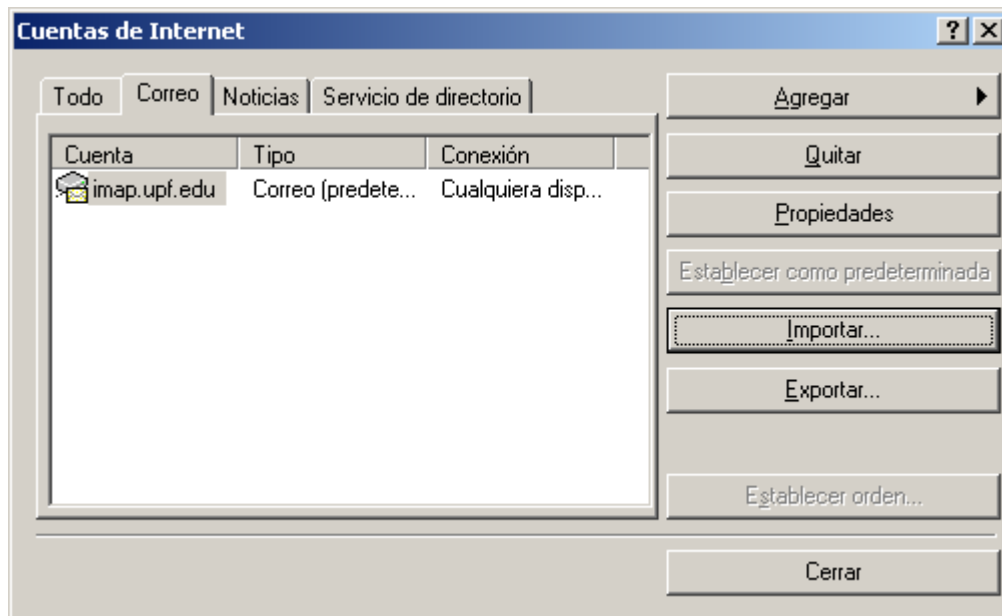 Cuentas de Internet
Todo Correo Noticias Servicio de directorio
Cuenta Tipo Conexión
imap.upf.edu Correo (predete... Cualquiera disp...
Agregar
Quitar
Propiedades
Establecer como predeterminada
Importar...
Exportar...
Establecer orden...
Cerrar